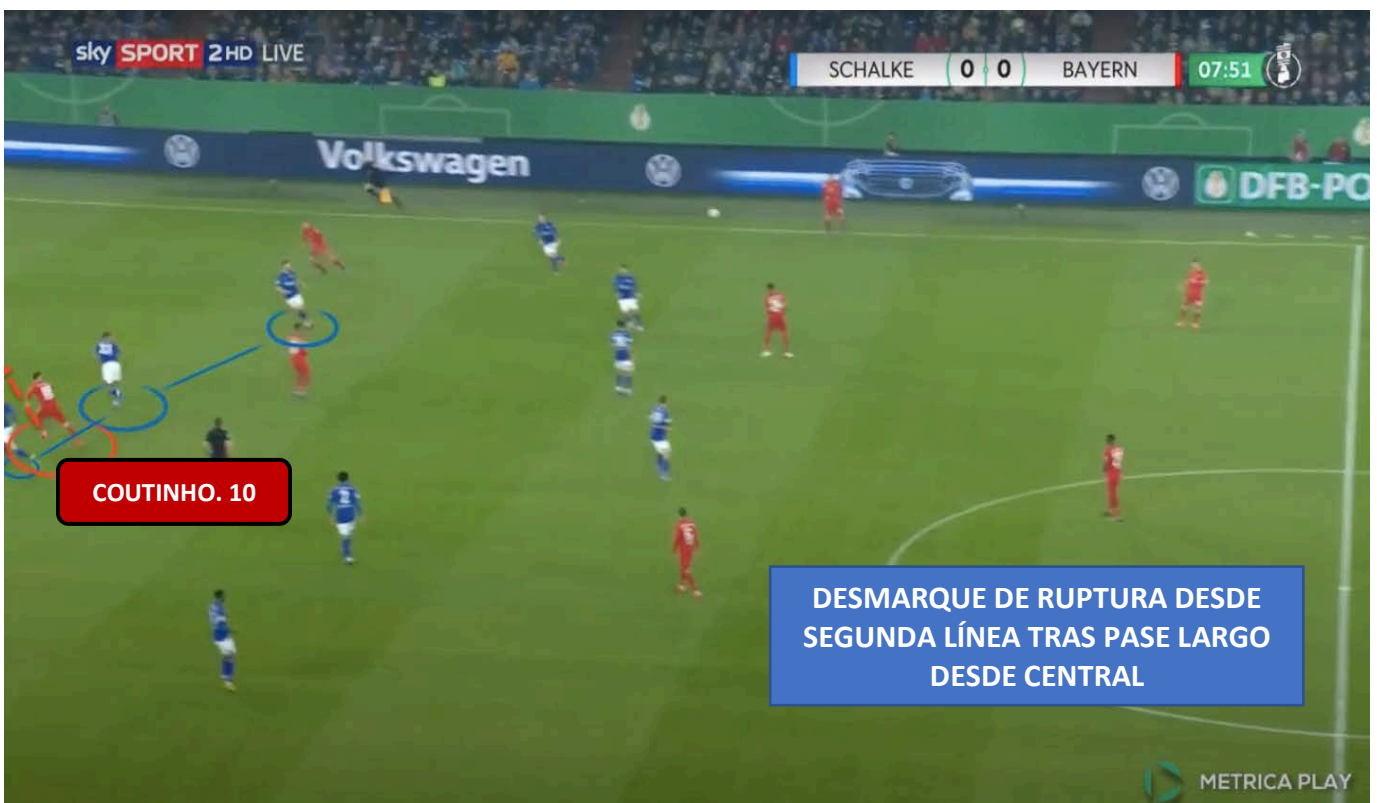 sky SPORT 2 HD LIVE
SCHALKE 0 0 BAYERN 07:51
Volkswagen
DFB-PO
COUTINHO. 10
DESMARQUE DE RUPTURA DESDE
SEGUNDA LÍNEA TRAS PASE LARGO
DESDE CENTRAL
METRICA PLAY